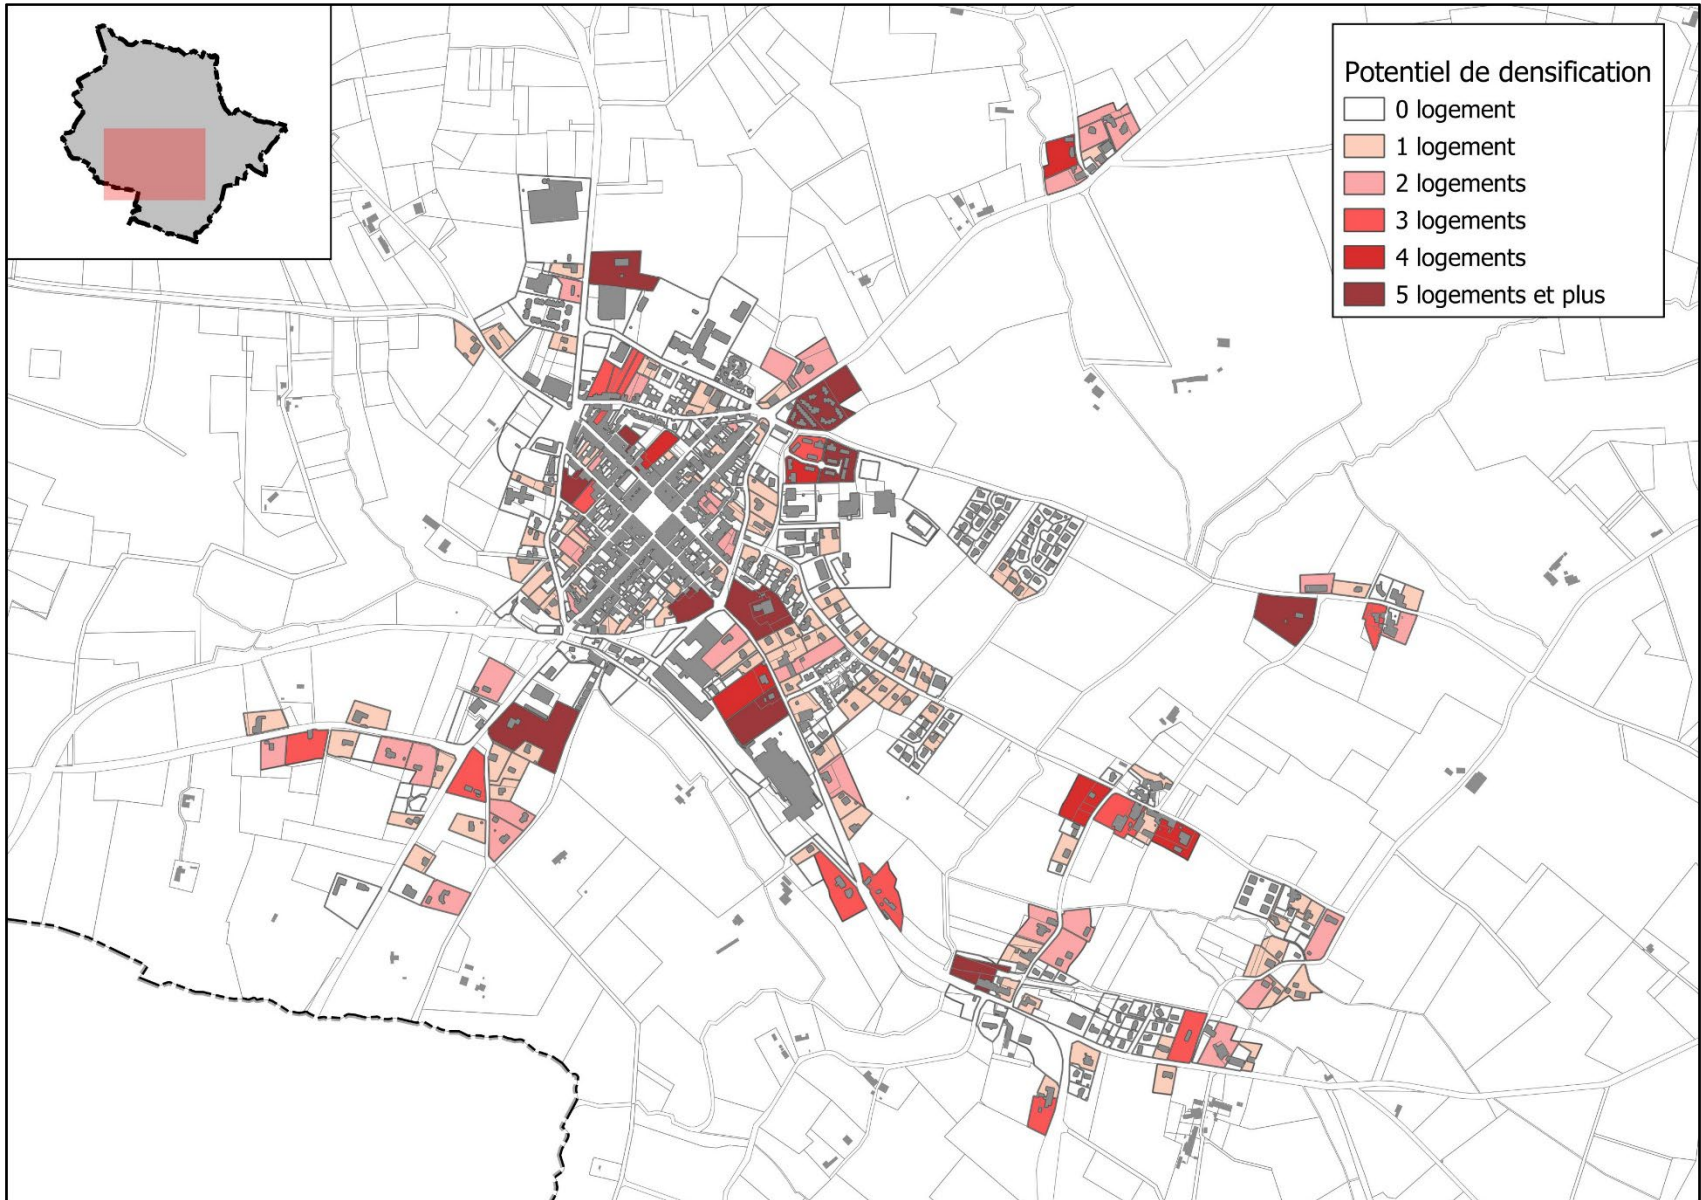 Potentiel de densification
0 logement
1 logement
2 logements
3 logements
4 logements
5 logements et plus